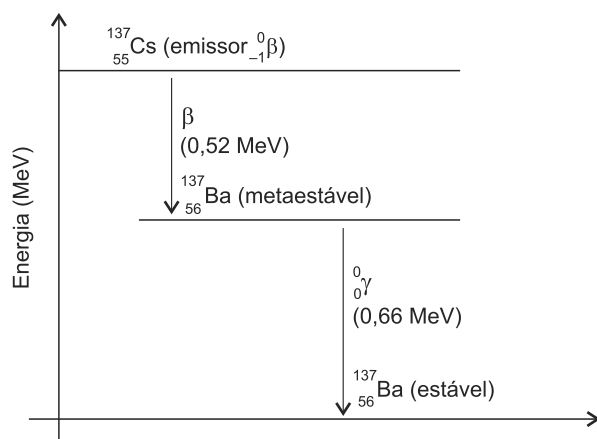 ¹³⁷₅₅Cs (emissor ⁰₋₁β)
β
(0,52 MeV)
¹³⁷₅₆Ba (metaestável)
⁰₀γ
(0,66 MeV)
¹³⁷₅₆Ba (estável)
Energia (MeV)